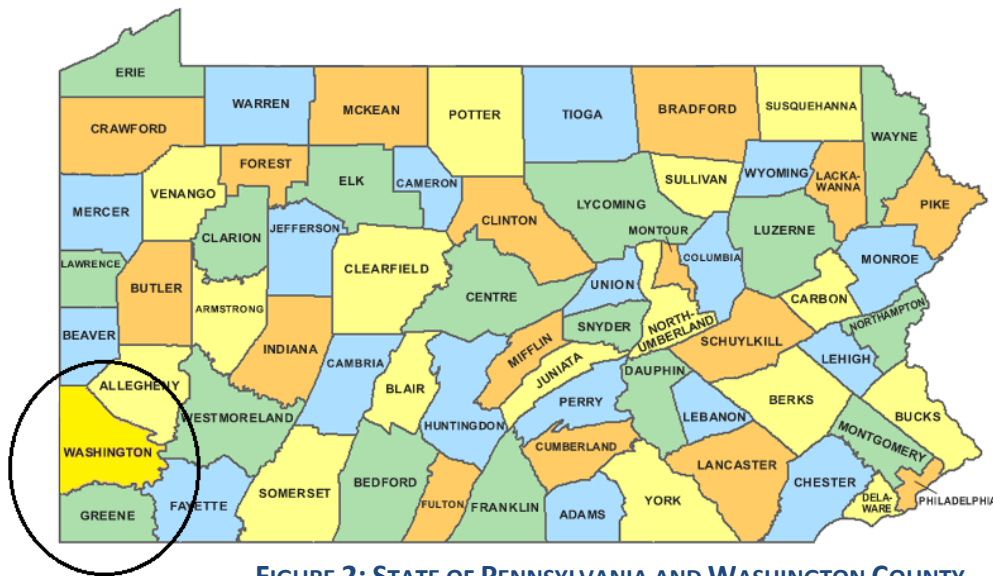 ERIE
WARREN
MCKEAN
POTTER
TIOGA
BRADFORD
SUSQUEHANNA
WAYNE
CRAWFORD
FOREST
ELK
CAMERON
SULLIVAN
WYOMING
LACKA-
WANNA
PIKE
MERCER
VENANGO
CLARION
JEFFERSON
CLINTON
LYCOMING
MONTOUR
COLUMBIA
LUZERNE
MONROE
LAWRENCE
BUTLER
ARMSTRONG
CLEARFIELD
CENTRE
UNION
NORTH-
UMBERLAND
CARBON
NORTHAMPTON
BEAVER
INDIANA
CAMBRIA
BLAIR
MIFFLIN
SNYDER
JUNIATA
SCHUYLKILL
LEHIGH
ALLEGHENY
WESTMORELAND
HUNTINGDON
PERRY
DAUPHIN
LEBANON
BERKS
BUCKS
MONTGOMERY
WASHINGTON
CUMBERLAND
LANCASTER
CHESTER
PHILADELPHIA
DELA-
WARE
GREENE
FAYETTE
SOMERSET
BEDFORD
FULTON
FRANKLIN
ADAMS
YORK
FIGURE 2: STATE OF PENNSYLVANIA AND WASHINGTON COUNTY